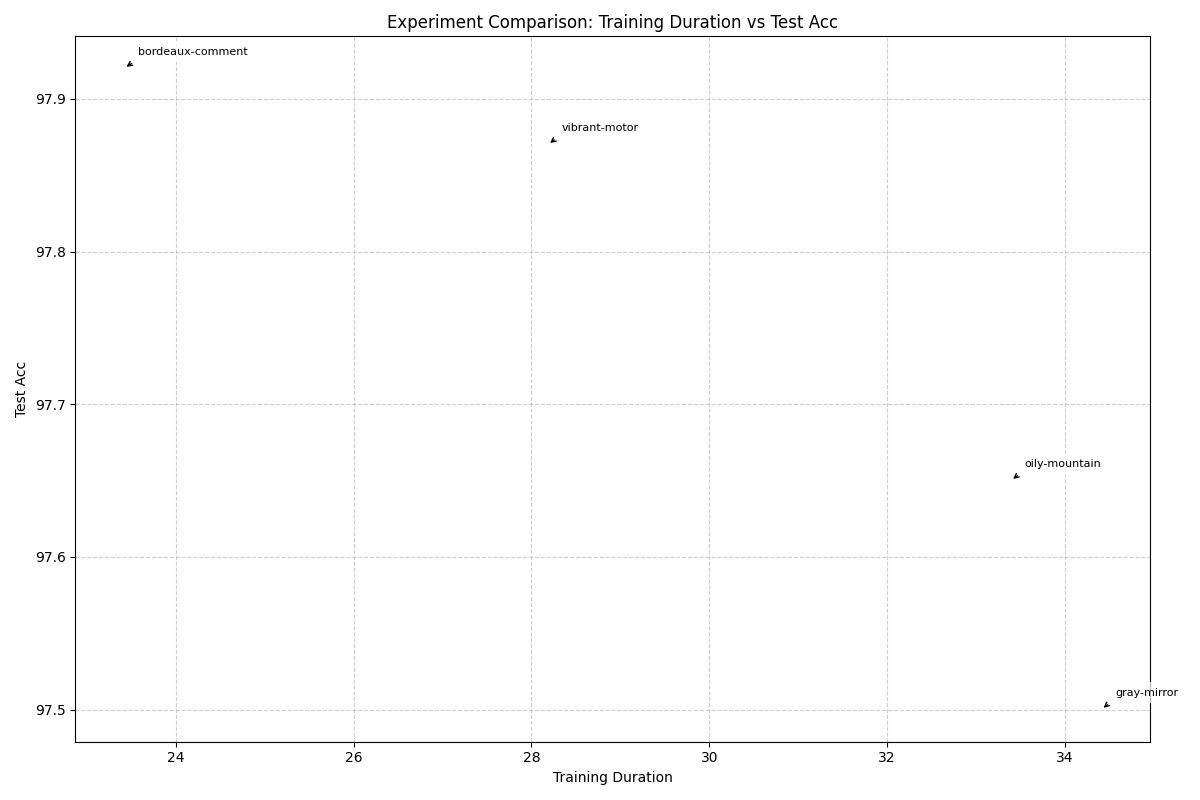 Experiment Comparison: Training Duration vs Test Acc
bordeaux-comment
97.9
vibrant-motor
97.8
Test Acc
97.7
oily-mountain
97.6
gray-mirror
97.5
24 26 28 30 32 34
Training Duration